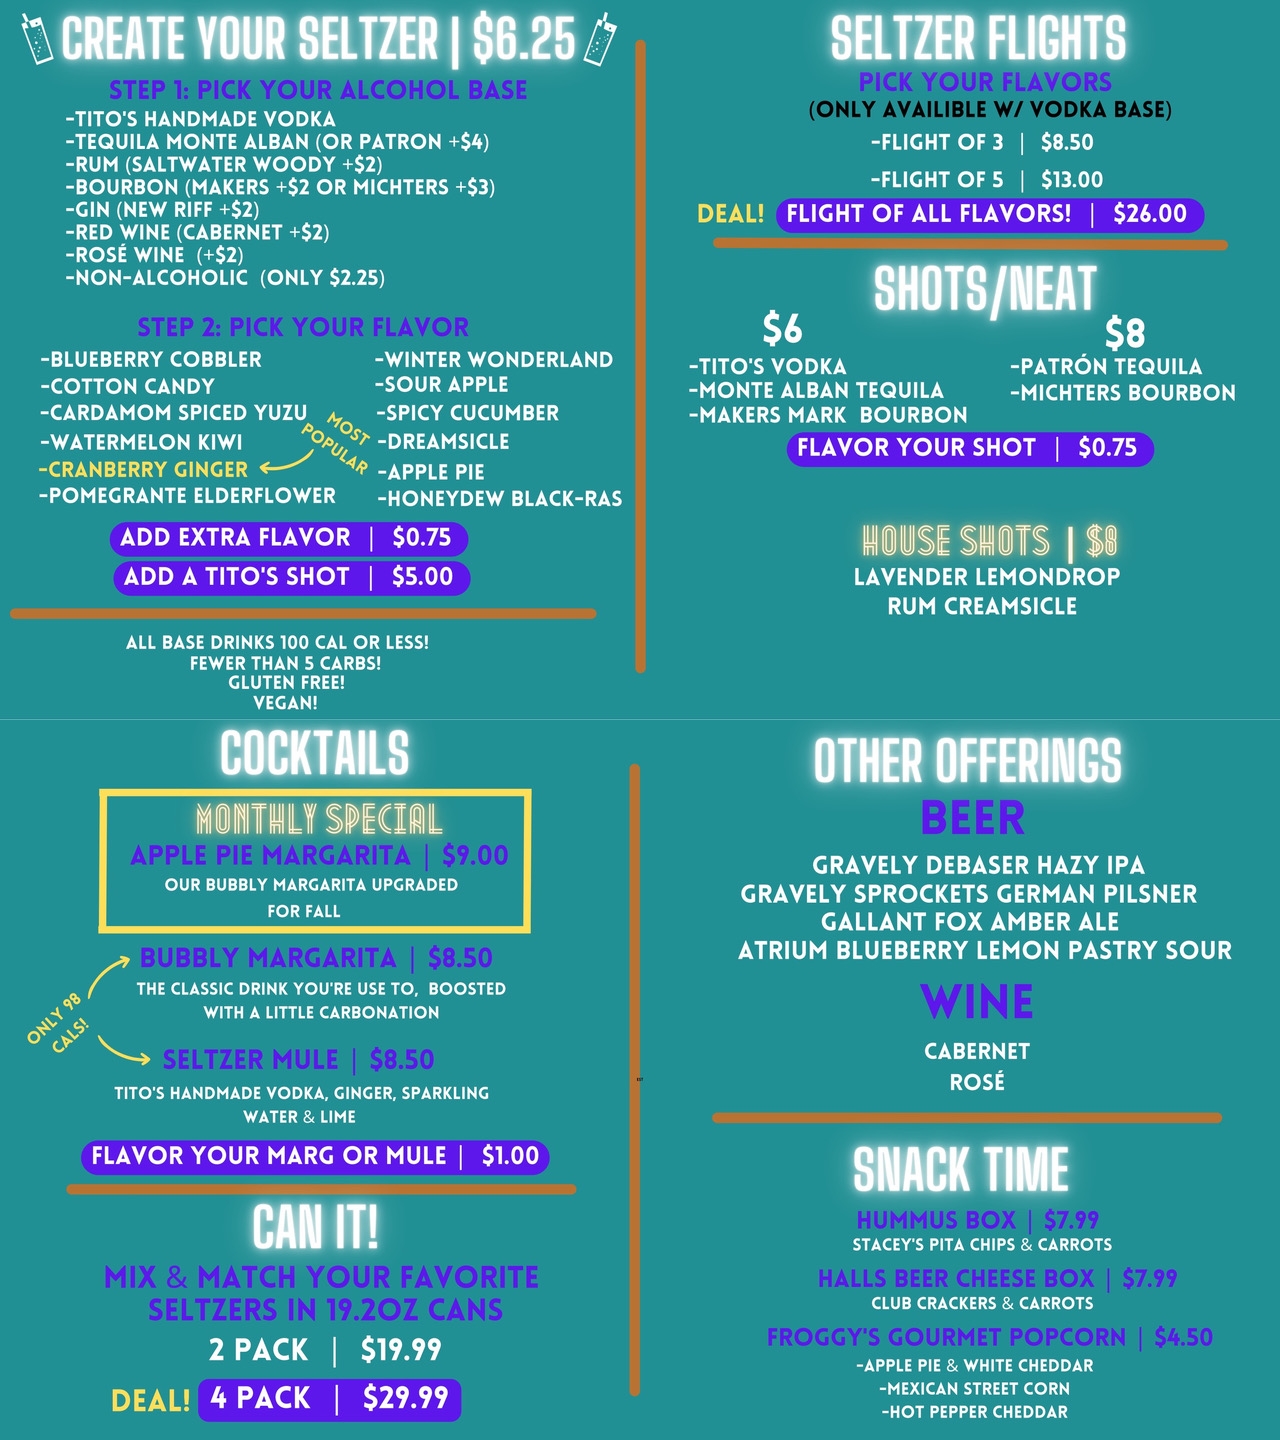 CREATE YOUR SELTZER | $6.25
STEP 1: PICK YOUR ALCOHOL BASE
-TITO'S HANDMADE VODKA
-TEQUILA MONTE ALBAN (OR PATRON +$4)
-RUM (SALTWATER WOODY +$2)
-BOURBON (MAKERS +$2 OR MICHTERS +$3)
-GIN (NEW RIFF +$2)
-RED WINE (CABERNET +$2)
-ROSÉ WINE (+$2)
-NON-ALCOHOLIC (ONLY $2.25)
STEP 2: PICK YOUR FLAVOR
-BLUEBERRY COBBLER
-COTTON CANDY
-CARDAMOM SPICED YUZU
-WATERMELON KIWI
-CRANBERRY GINGER
-POMEGRANTE ELDERFLOWER
MOST
POPULAR
-WINTER WONDERLAND
-SOUR APPLE
-SPICY CUCUMBER
-DREAMSICLE
-APPLE PIE
-HONEYDEW BLACK-RAS
ADD EXTRA FLAVOR | $0.75
ADD A TITO'S SHOT | $5.00
ALL BASE DRINKS 100 CAL OR LESS!
FEWER THAN 5 CARBS!
GLUTEN FREE!
VEGAN!
SELTZER FLIGHTS
PICK YOUR FLAVORS
(ONLY AVAILIBLE W/ VODKA BASE)
-FLIGHT OF 3 | $8.50
-FLIGHT OF 5 | $13.00
DEAL! FLIGHT OF ALL FLAVORS! | $26.00
SHOTS/NEAT
$6
-TITO'S VODKA
-MONTE ALBAN TEQUILA
-MAKERS MARK BOURBON
$8
-PATRÓN TEQUILA
-MICHTERS BOURBON
FLAVOR YOUR SHOT | $0.75
HOUSE SHOTS | $8
LAVENDER LEMONDROP
RUM CREAMSICLE
COCKTAILS
MONTHLY SPECIAL
APPLE PIE MARGARITA | $9.00
OUR BUBBLY MARGARITA UPGRADED
FOR FALL
BUBBLY MARGARITA | $8.50
THE CLASSIC DRINK YOU'RE USE TO, BOOSTED
WITH A LITTLE CARBONATION
ONLY 98
CALS!
SELTZER MULE | $8.50
TITO'S HANDMADE VODKA, GINGER, SPARKLING
WATER & LIME
FLAVOR YOUR MARG OR MULE | $1.00
CAN IT!
MIX & MATCH YOUR FAVORITE
SELTZERS IN 19.2OZ CANS
2 PACK | $19.99
DEAL! 4 PACK | $29.99
OTHER OFFERINGS
BEER
GRAVELY DEBASER HAZY IPA
GRAVELY SPROCKETS GERMAN PILSNER
GALLANT FOX AMBER ALE
ATRIUM BLUEBERRY LEMON PASTRY SOUR
WINE
CABERNET
ROSÉ
SNACK TIME
HUMMUS BOX | $7.99
STACEY'S PITA CHIPS & CARROTS
HALLS BEER CHEESE BOX | $7.99
CLUB CRACKERS & CARROTS
FROGGY'S GOURMET POPCORN | $4.50
-APPLE PIE & WHITE CHEDDAR
-MEXICAN STREET CORN
-HOT PEPPER CHEDDAR